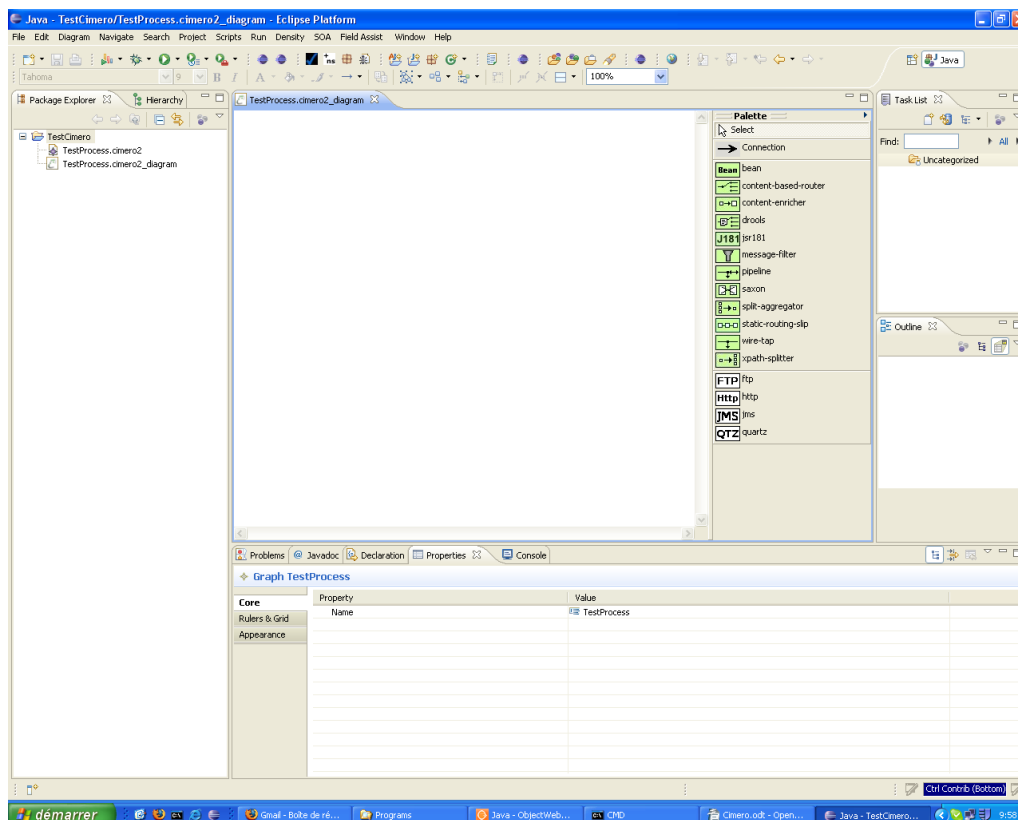 Java - TestCimero/TestProcess.cimero2_diagram - Eclipse Platform
File Edit Diagram Navigate Search Project Scripts Run Density SOA Field Assist Window Help
Java
Tahoma 9 B I A 100%
Package Explorer Hierarchy
TestProcess.cimero2_diagram
Task List
TestCimero
TestProcess.cimero2
TestProcess.cimero2_diagram
Palette
Select
Connection
Bean bean
content-based-router
content-enricher
drools
J181 jsr181
message-filter
pipeline
saxon
split-aggregator
static-routing-slip
wire-tap
xpath-splitter
FTP ftp
Http http
JMS jms
QTZ quartz
Find: All
Uncategorized
Outline
Problems @ Javadoc Declaration Properties Console
Graph TestProcess
Core
Rulers & Grid
Appearance
Property Value
Name TestProcess
Ctrl Contrib (Bottom)
démarrer
Gmail - Boîte de ré...
Programs
Java - ObjectWeb...
CMD
Cimero.odt - Open...
Java - TestCimero...
9:58